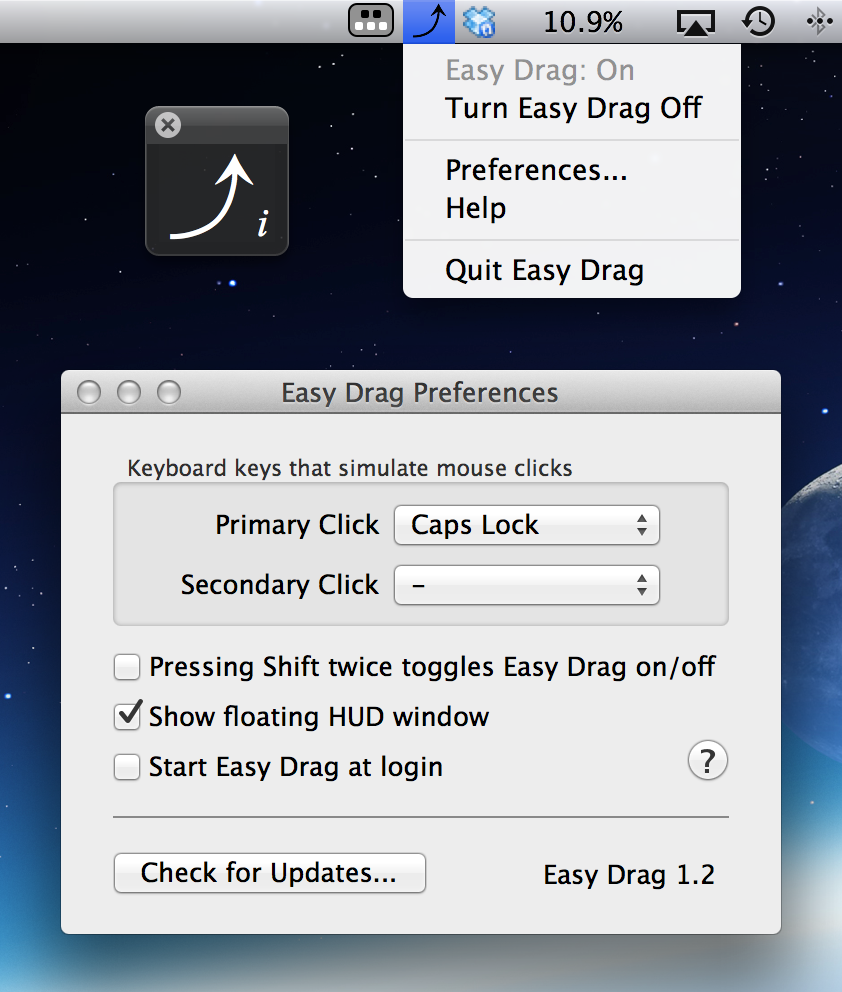 10.9%
Easy Drag: On
Turn Easy Drag Off
Preferences...
Help
Quit Easy Drag
i
Easy Drag Preferences
Keyboard keys that simulate mouse clicks
Primary Click Caps Lock
Secondary Click –
Pressing Shift twice toggles Easy Drag on/off
Show floating HUD window
Start Easy Drag at login
?
Check for Updates... Easy Drag 1.2